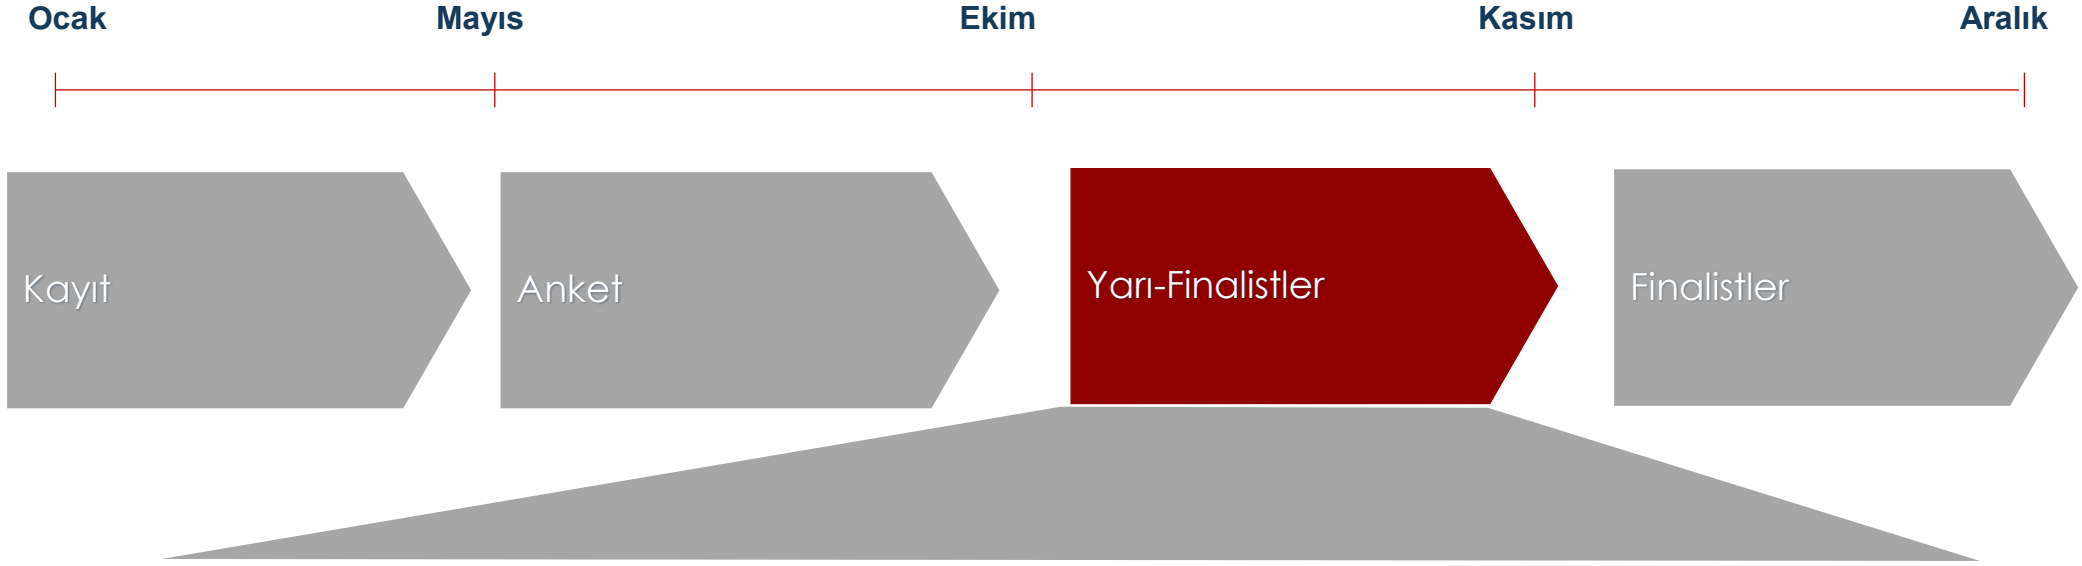 Ocak Mayıs Ekim Kasım Aralık
Kayıt
Anket
Yarı-Finalistler
Finalistler